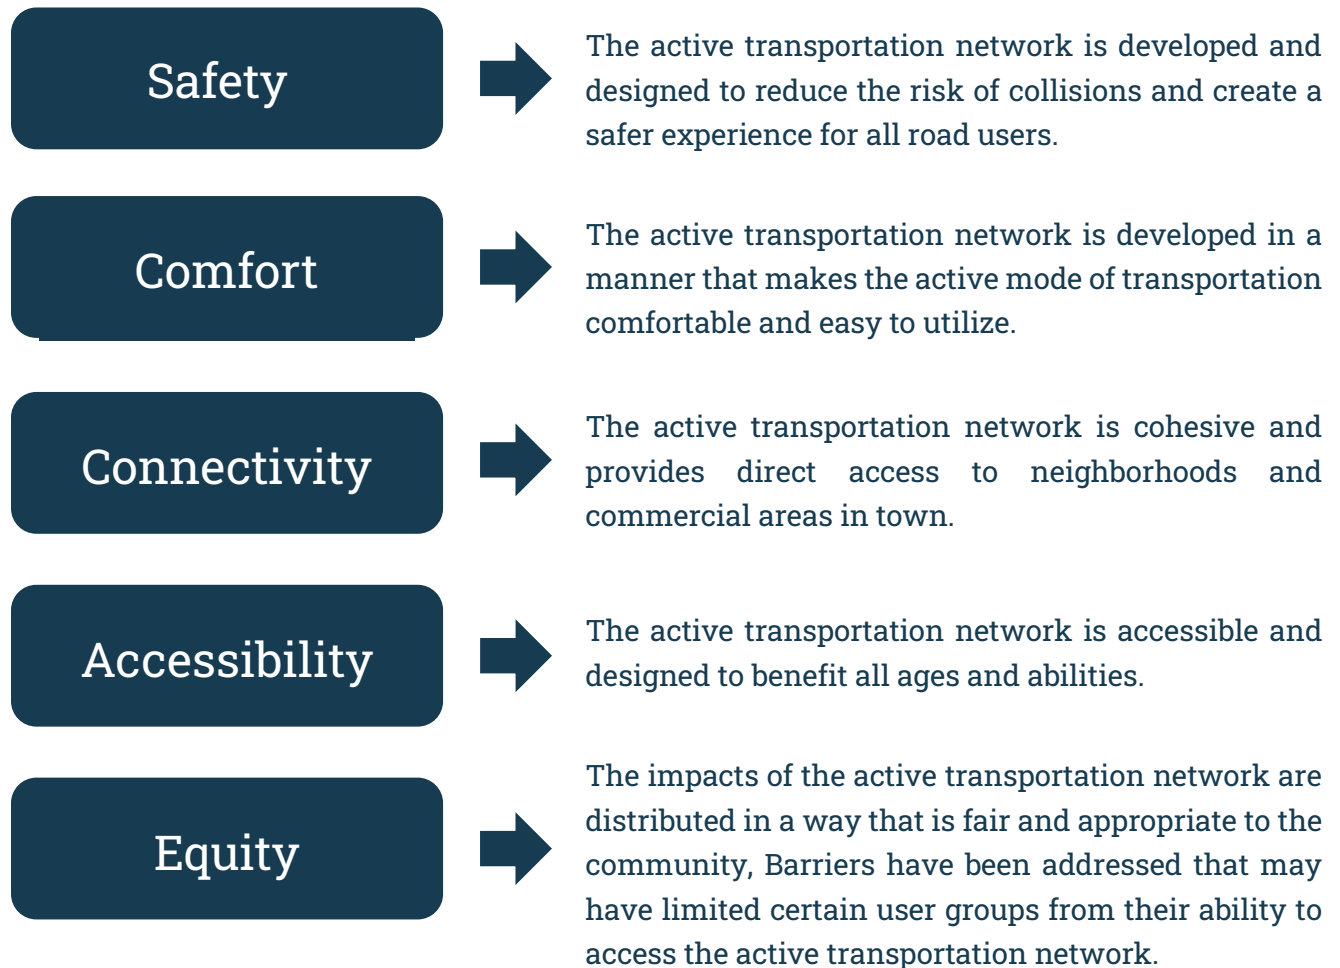 Safety
The active transportation network is developed and
designed to reduce the risk of collisions and create a
safer experience for all road users.
Comfort
The active transportation network is developed in a
manner that makes the active mode of transportation
comfortable and easy to utilize.
Connectivity
The active transportation network is cohesive and
provides direct access to neighborhoods and
commercial areas in town.
Accessibility
The active transportation network is accessible and
designed to benefit all ages and abilities.
Equity
The impacts of the active transportation network are
distributed in a way that is fair and appropriate to the
community, Barriers have been addressed that may
have limited certain user groups from their ability to
access the active transportation network.